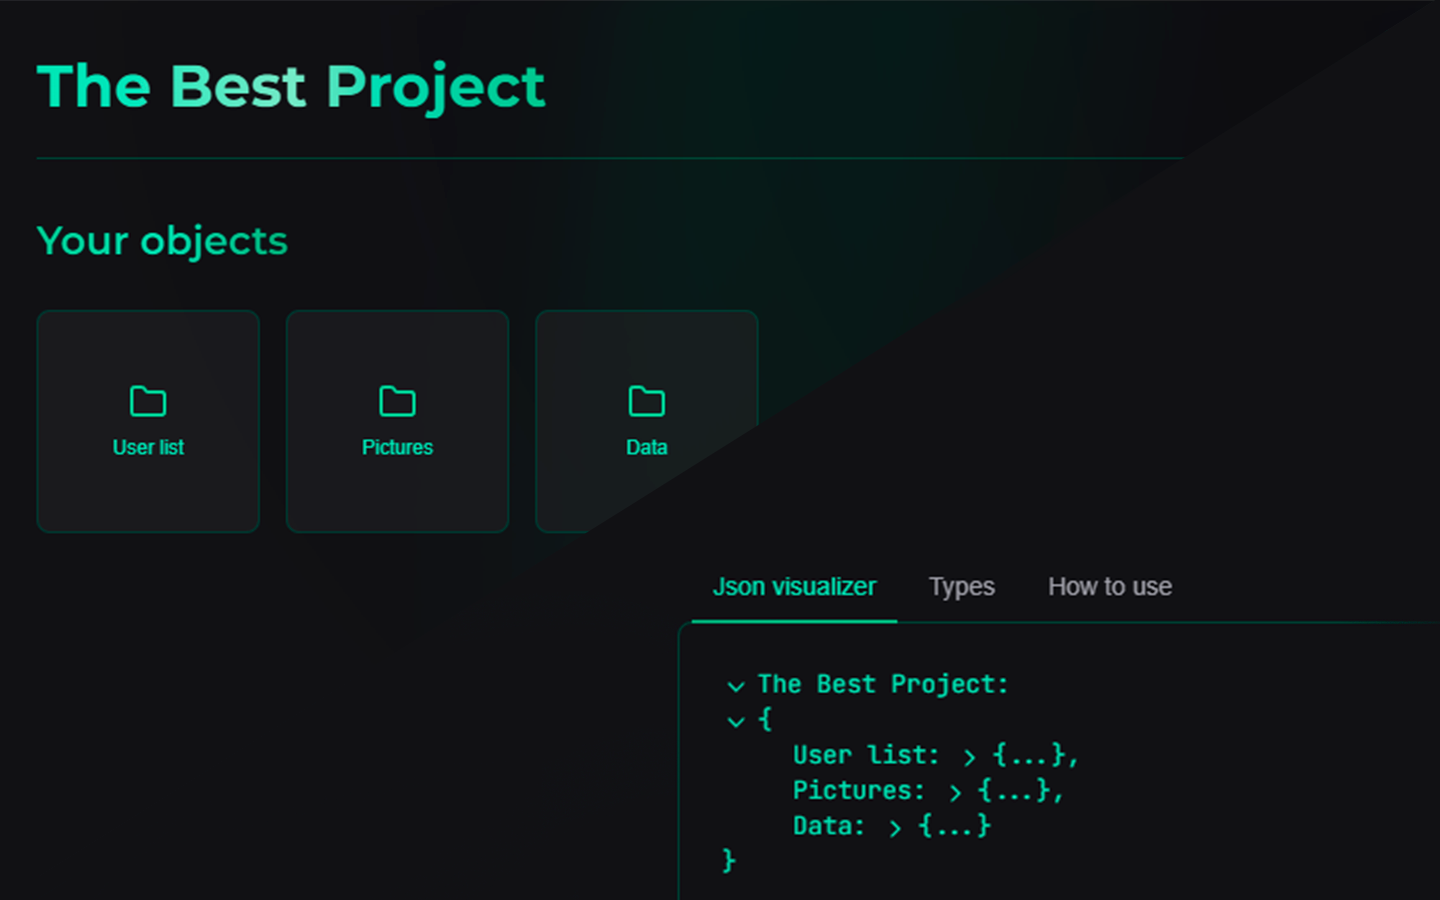 The Best Project
Your objects
User list
Pictures
Data
Json visualizer
Types
How to use
The Best Project:
{
User list: > {...},
Pictures: > {...},
Data: > {...}
}